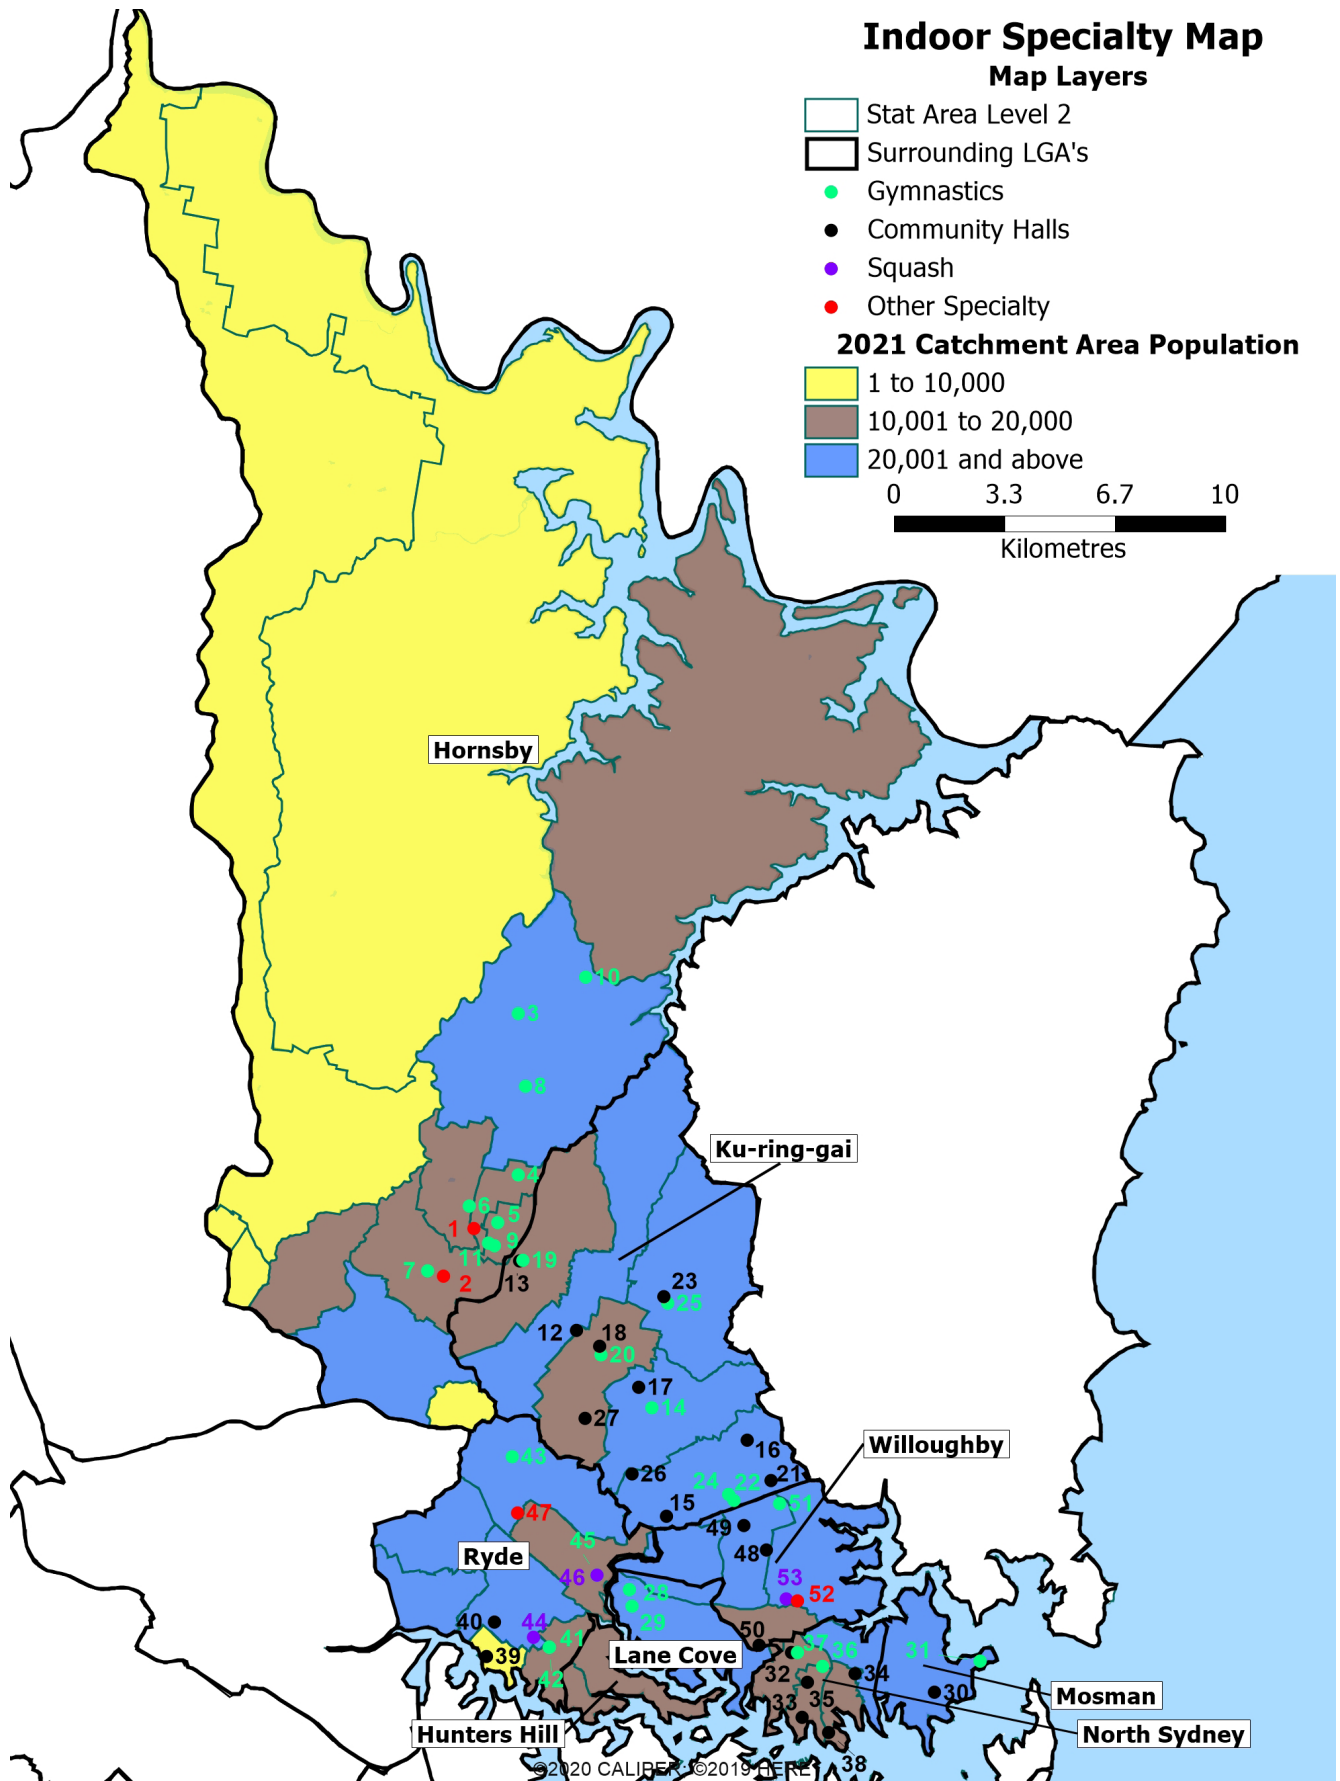 Indoor Specialty Map
Map Layers
Stat Area Level 2
Surrounding LGA's
Gymnastics
Community Halls
Squash
Other Specialty
2021 Catchment Area Population
1 to 10,000
10,001 to 20,000
20,001 and above
0 3.3 6.7 10
Kilometres
Hornsby
10
3
8
Ku-ring-gai
4
6
5
1
9
11
19
7
2
13
23
25
12
18
20
17
14
27
16
Willoughby
43
26
24
22
21
15
51
47
49
45
48
Ryde
46
28
53
52
29
40
44
41
50
37
36
31
39
Lane Cove
42
32
34
30
Mosman
33
35
Hunters Hill
North Sydney
38
©2020 CALIPER; ©2019 HERE